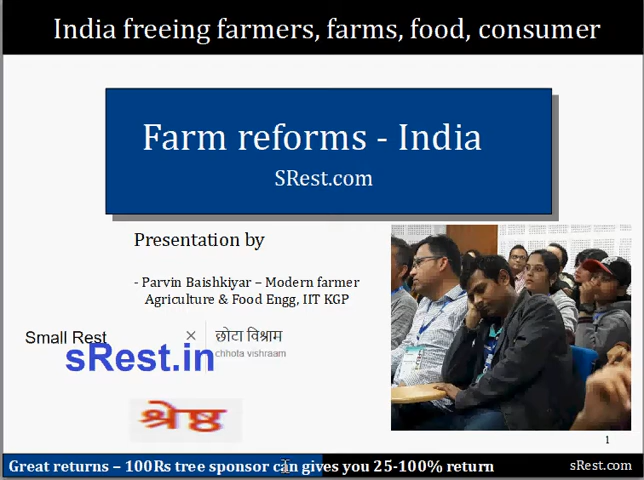 India freeing farmers, farms, food, consumer
Farm reforms - India
SRest.com
Presentation by
- Parvin Baishkiyar – Modern farmer
Agriculture & Food Engg, IIT KGP
Small Rest × छोटा विश्राम
chhota vishraam
sRest.in
श्रेष्ठ
1
Great returns – 100Rs tree sponsor can gives you 25-100% return
sRest.com